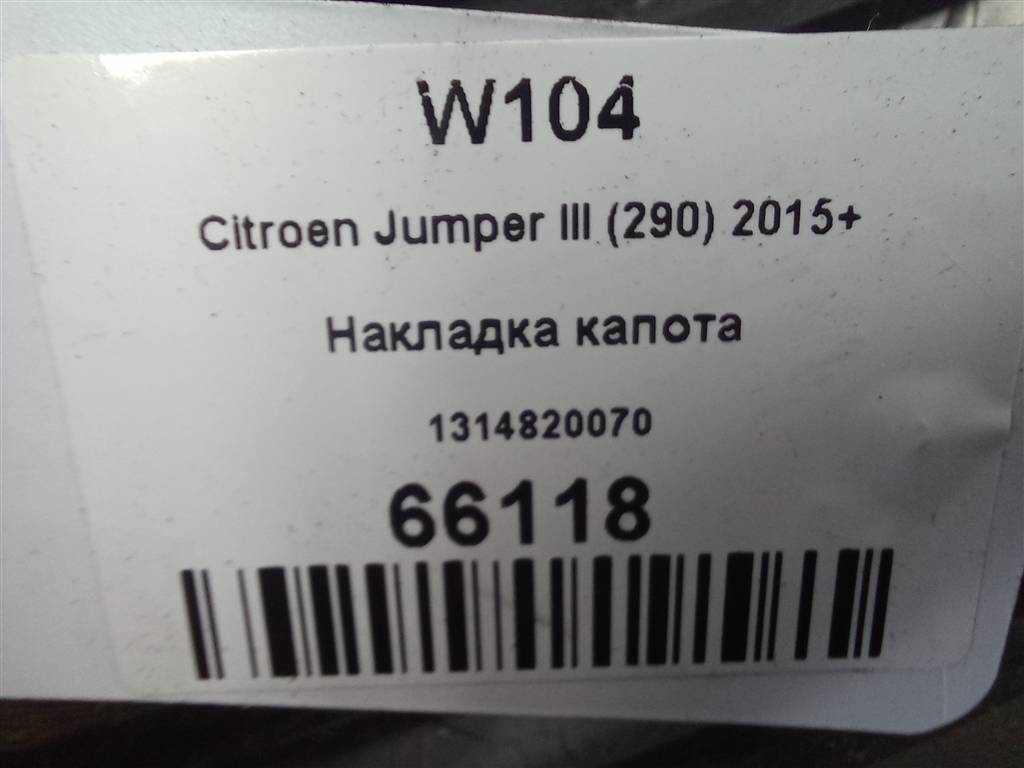 W104
Citroen Jumper III (290) 2015+
Накладка капота
1314820070
66118